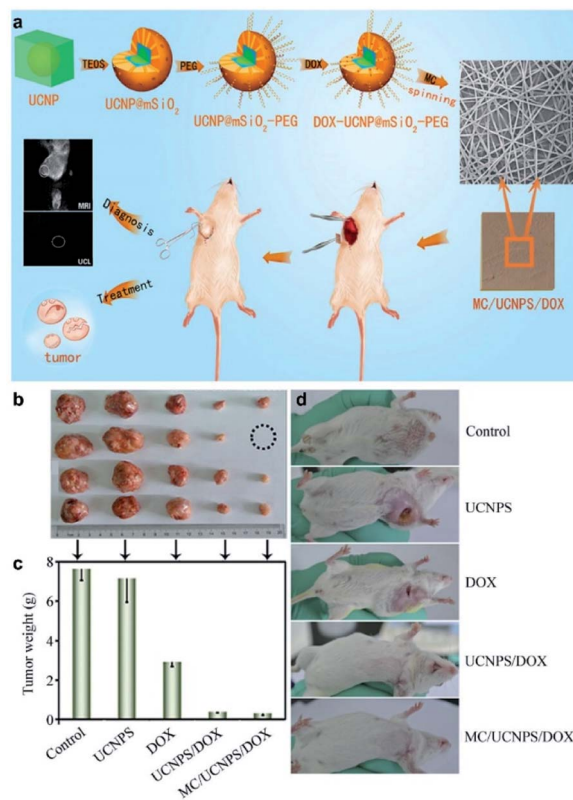 a
TEOS
PEG
DOX
MC
spinning
UCNP
UCNP@mSiO2
UCNP@mSiO2-PEG
DOX-UCNP@mSiO2-PEG
MRI
UCL
Diagnosis
Treatment
tumor
MC/UCNPS/DOX
b
c
Tumor weight (g)
8
6
4
2
0
Control
UCNPS
DOX
UCNPS/DOX
MC/UCNPS/DOX
d
Control
UCNPS
DOX
UCNPS/DOX
MC/UCNPS/DOX